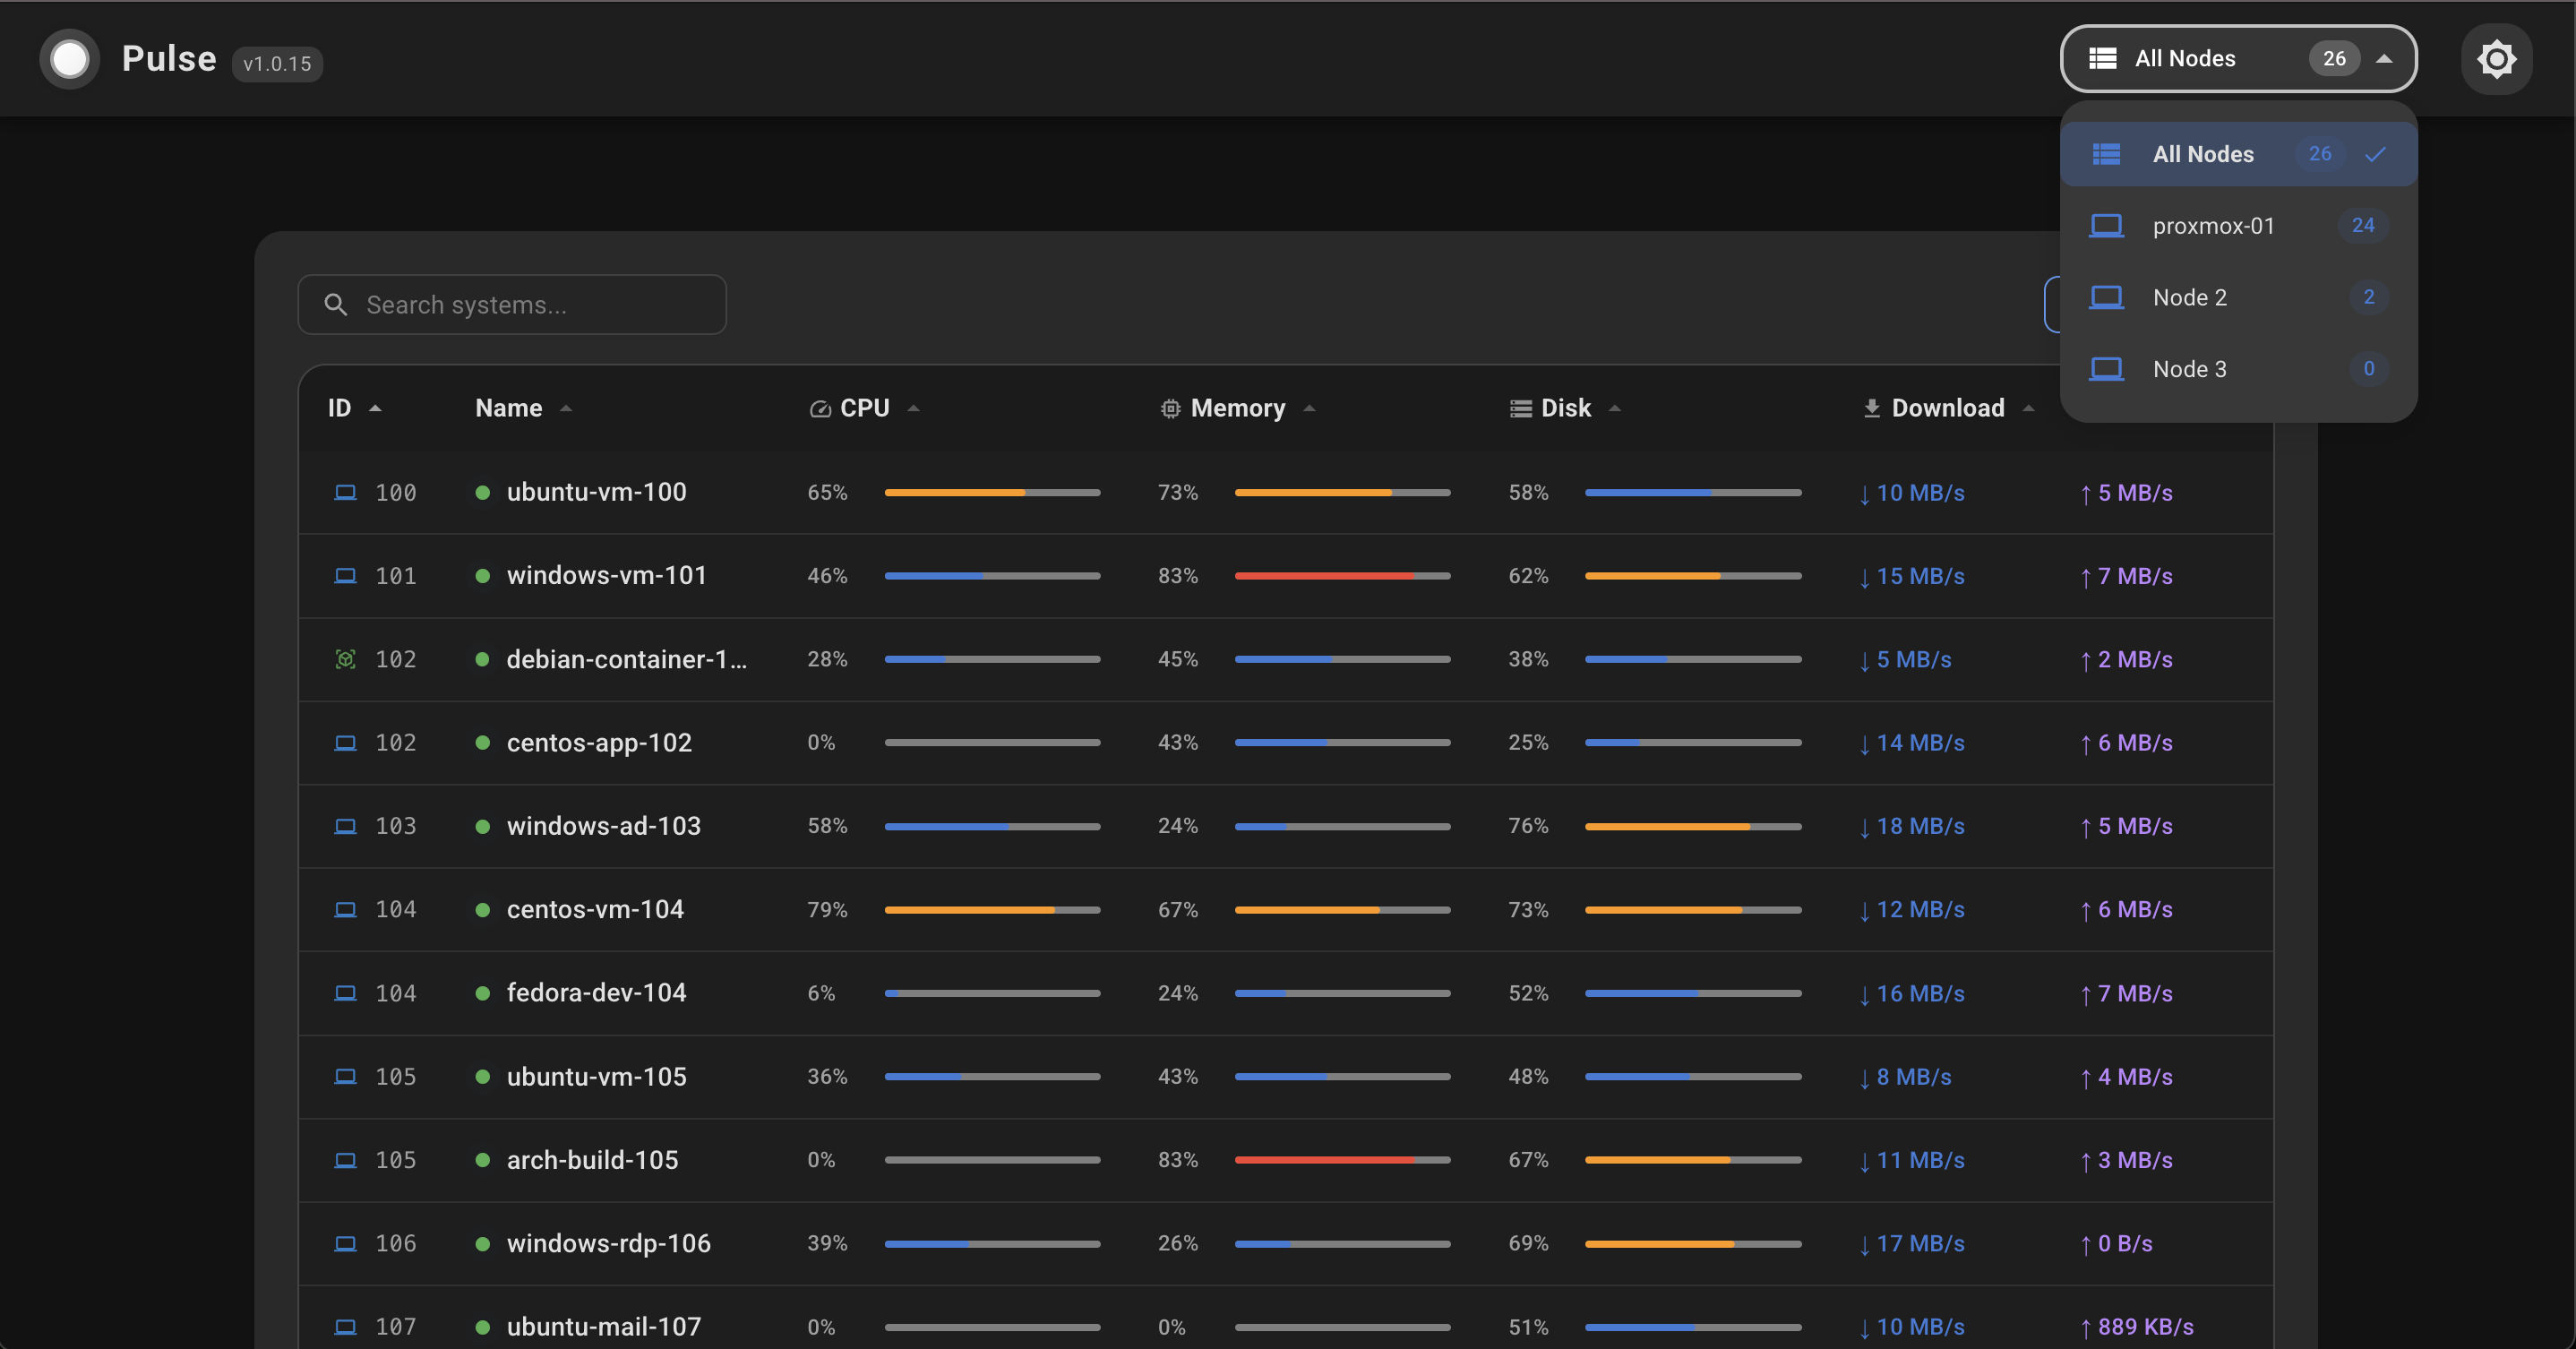 Pulse v1.0.15 All Nodes 26
All Nodes 26
proxmox-01 24
Node 2 2
Node 3 0
Search systems...
ID Name CPU Memory Disk Download
100 ubuntu-vm-100 65% 73% 58% ↓ 10 MB/s ↑ 5 MB/s
101 windows-vm-101 46% 83% 62% ↓ 15 MB/s ↑ 7 MB/s
102 debian-container-1... 28% 45% 38% ↓ 5 MB/s ↑ 2 MB/s
102 centos-app-102 0% 43% 25% ↓ 14 MB/s ↑ 6 MB/s
103 windows-ad-103 58% 24% 76% ↓ 18 MB/s ↑ 5 MB/s
104 centos-vm-104 79% 67% 73% ↓ 12 MB/s ↑ 6 MB/s
104 fedora-dev-104 6% 24% 52% ↓ 16 MB/s ↑ 7 MB/s
105 ubuntu-vm-105 36% 43% 48% ↓ 8 MB/s ↑ 4 MB/s
105 arch-build-105 0% 83% 67% ↓ 11 MB/s ↑ 3 MB/s
106 windows-rdp-106 39% 26% 69% ↓ 17 MB/s ↑ 0 B/s
107 ubuntu-mail-107 0% 0% 51% ↓ 10 MB/s ↑ 889 KB/s